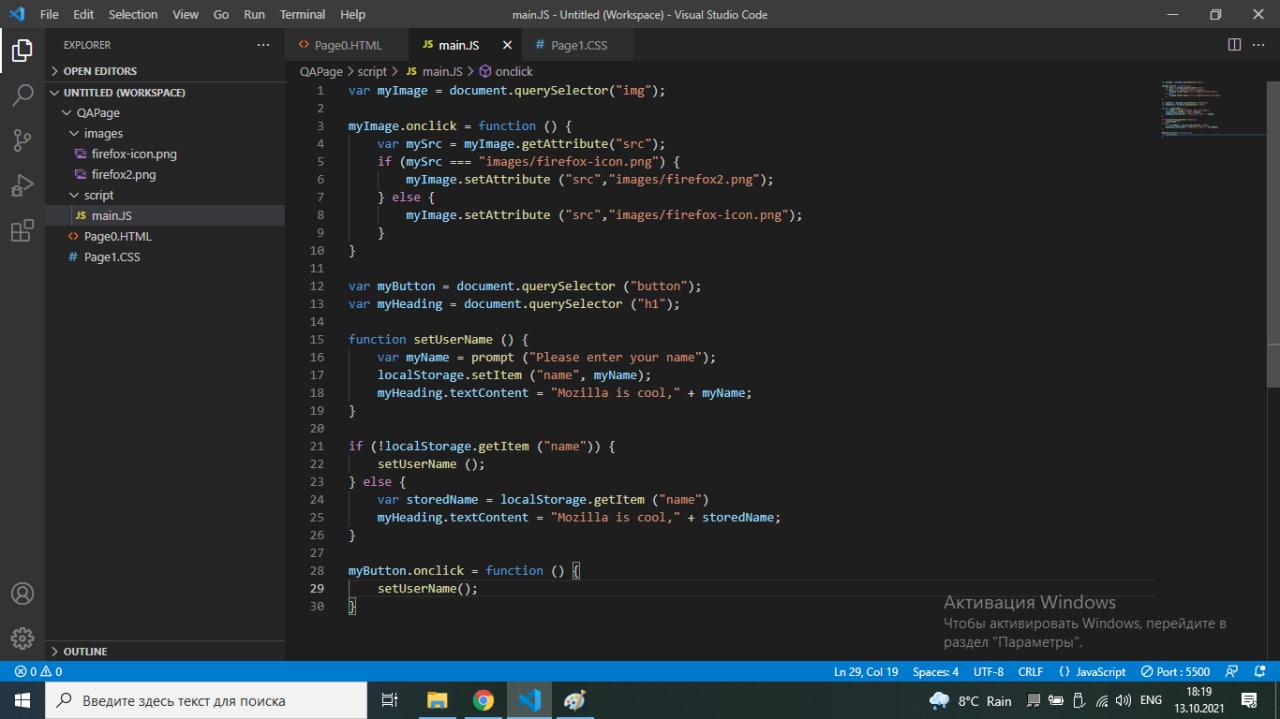 File Edit Selection View Go Run Terminal Help
main.JS - Untitled (Workspace) - Visual Studio Code
EXPLORER
OPEN EDITORS
UNTITLED (WORKSPACE)
QAPage
images
firefox-icon.png
firefox2.png
script
JS main.JS
<> Page0.HTML
# Page1.CSS
OUTLINE
<> Page0.HTML JS main.JS # Page1.CSS
QAPage > script > JS main.JS > onclick
1 var myImage = document.querySelector("img");
2
3 myImage.onclick = function () {
4     var mySrc = myImage.getAttribute("src");
5     if (mySrc === "images/firefox-icon.png") {
6         myImage.setAttribute ("src","images/firefox2.png");
7     } else {
8         myImage.setAttribute ("src","images/firefox-icon.png");
9     }
10 }
11
12 var myButton = document.querySelector ("button");
13 var myHeading = document.querySelector ("h1");
14
15 function setUserName () {
16     var myName = prompt ("Please enter your name");
17     localStorage.setItem ("name", myName);
18     myHeading.textContent = "Mozilla is cool," + myName;
19 }
20
21 if (!localStorage.getItem ("name")) {
22     setUserName ();
23 } else {
24     var storedName = localStorage.getItem ("name")
25     myHeading.textContent = "Mozilla is cool," + storedName;
26 }
27
28 myButton.onclick = function () {
29     setUserName();
30 }
Активация Windows
Чтобы активировать Windows, перейдите в
раздел "Параметры".
0 0
Ln 29, Col 19 Spaces: 4 UTF-8 CRLF {} JavaScript Port : 5500
Введите здесь текст для поиска
8°C Rain
ENG
18:19
13.10.2021